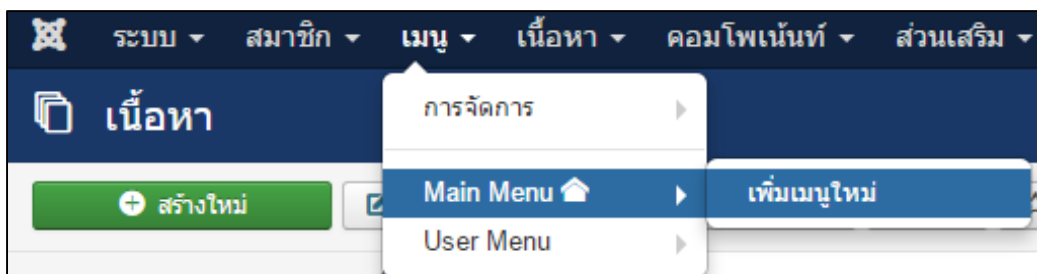 ระบบ สมาชิก เมนู เนื้อหา คอมโพเน้นท์ ส่วนเสริม
เนื้อหา
การจัดการ
สร้างใหม่
Main Menu
เพิ่มเมนูใหม่
User Menu